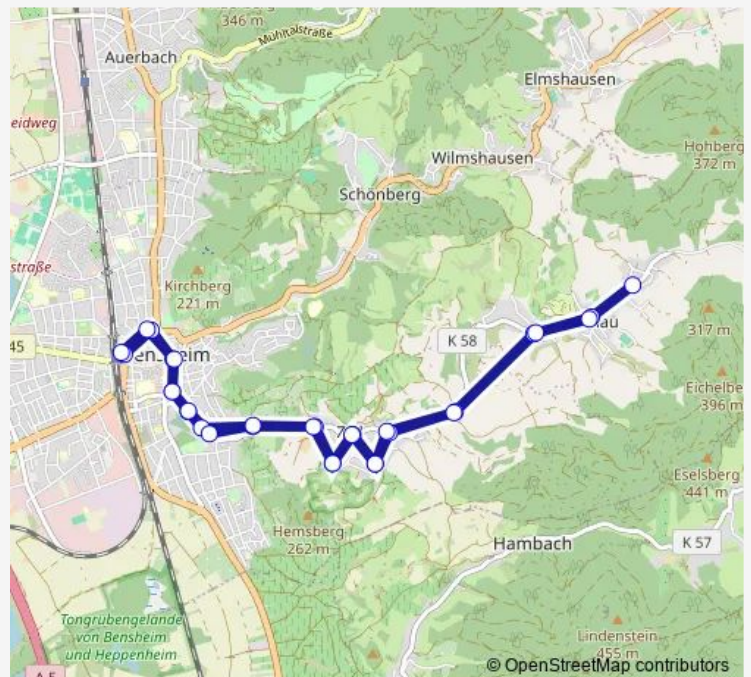 346 m
Mühltalstraße
Auerbach
Elmshausen
eidweg
Hohberg
372 m
Wilmshausen
Schönberg
straße
Kirchberg
221 m
317 m
45
K 58
Eichelbe
396 m
Eselsberg
441 m
Hemsberg
262 m
Hambach
K 57
Tongrubengelände
von Bensheim
und Heppenheim
Lindenstein
455 m
A 5
© OpenStreetMap contributors